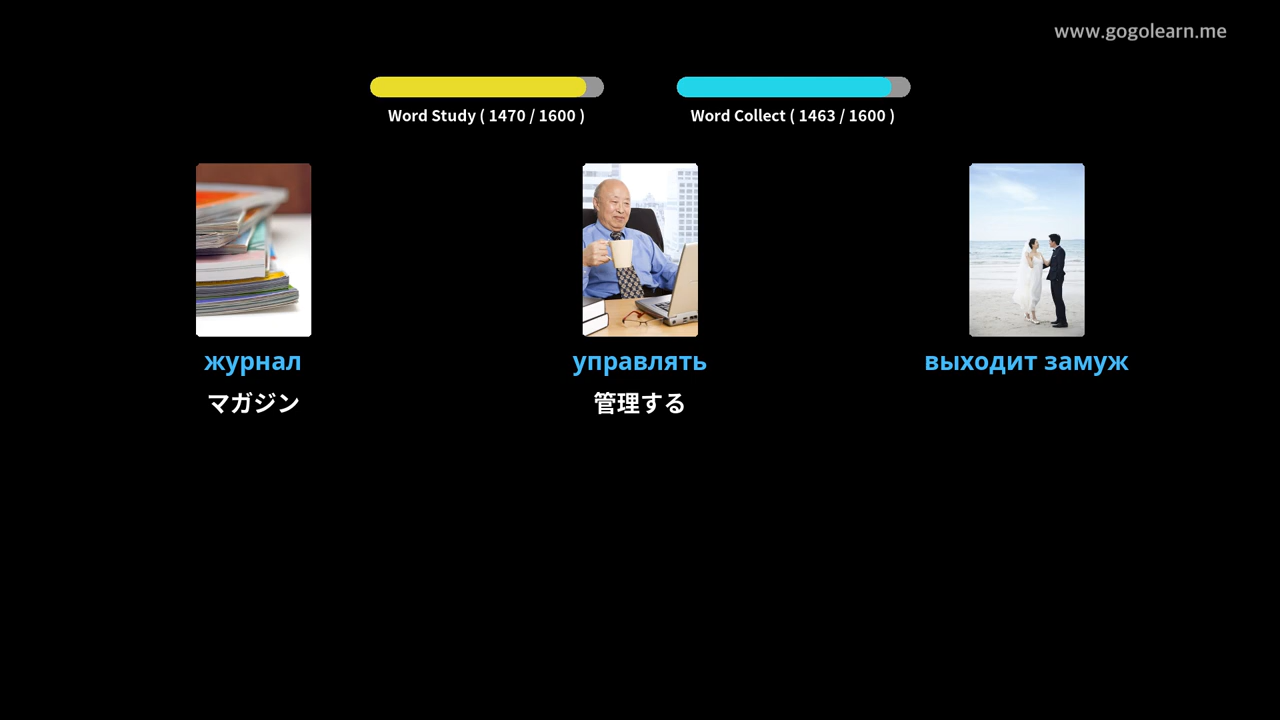 www.gogolearn.me
Word Study ( 1470 / 1600 )
Word Collect ( 1463 / 1600 )
журнал
управлять
выходит замуж
マガジン
管理する